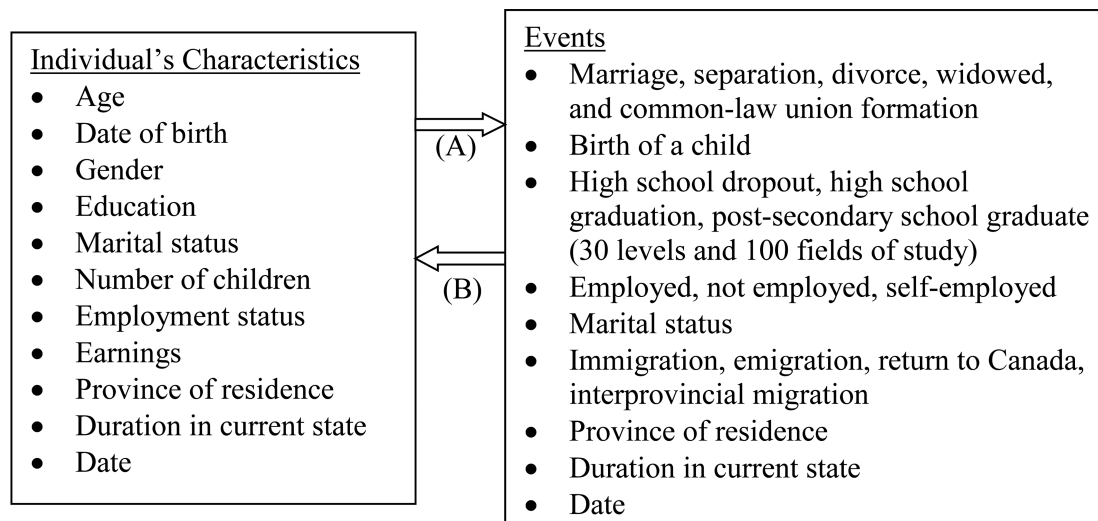 Individual’s Characteristics
• Age
• Date of birth
• Gender
• Education
• Marital status
• Number of children
• Employment status
• Earnings
• Province of residence
• Duration in current state
• Date
(A)
(B)
Events
• Marriage, separation, divorce, widowed,
and common-law union formation
• Birth of a child
• High school dropout, high school
graduation, post-secondary school graduate
(30 levels and 100 fields of study)
• Employed, not employed, self-employed
• Marital status
• Immigration, emigration, return to Canada,
interprovincial migration
• Province of residence
• Duration in current state
• Date